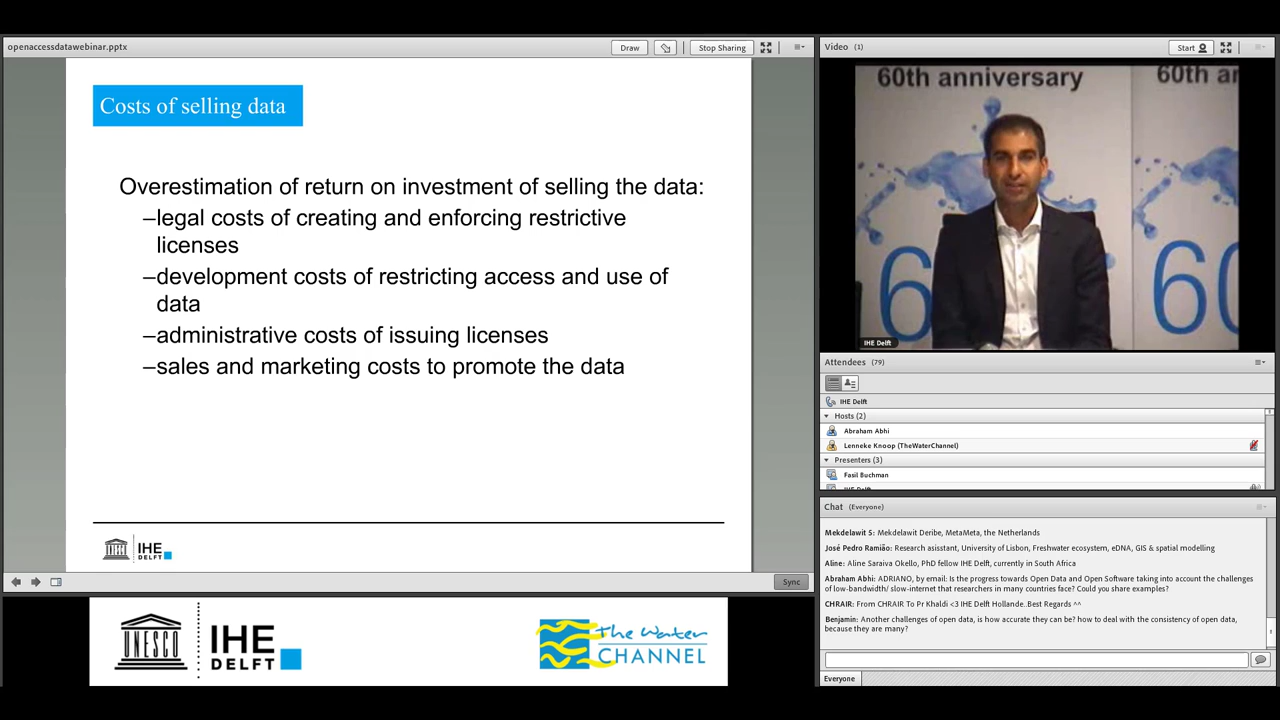 openaccessdatawebinar.pptx
Draw
Stop Sharing
Costs of selling data
Overestimation of return on investment of selling the data:
–legal costs of creating and enforcing restrictive
licenses
–development costs of restricting access and use of
data
–administrative costs of issuing licenses
–sales and marketing costs to promote the data
UNESCO
IHE
DELFT
Sync
UNESCO
IHE
DELFT
The Water
CHANNEL
Video (1)
Start
60th anniversary
60th an
6
60
IHE Delft
Attendees (79)
IHE Delft
Hosts (2)
Abraham Abhi
Lenneke Knoop (TheWaterChannel)
Presenters (3)
Fasil Buchman
IHE Delft
Chat (Everyone)
Mekdelawit S: Mekdelawit Deribe, MetaMeta, the Netherlands
José Pedro Ramião: Research asistant, University of Lisbon, Freshwater ecosystem, eDNA, GIS & spatial modelling
Aline: Aline Saraiva Okello, PhD fellow IHE Delft, currently in South Africa
Abraham Abhi: ADRIANO, by email: Is the progress towards Open Data and Open Software taking into account the challenges
of low-bandwidth/ slow-internet that researchers in many countries face? Could you share examples?
CHRAIR: From CHRAIR To Pr Khaldi <3 IHE Delft Hollande..Best Regards ^^
Benjamin: Another challenges of open data, is how accurate they can be? how to deal with the consistency of open data,
because they are many?
Everyone